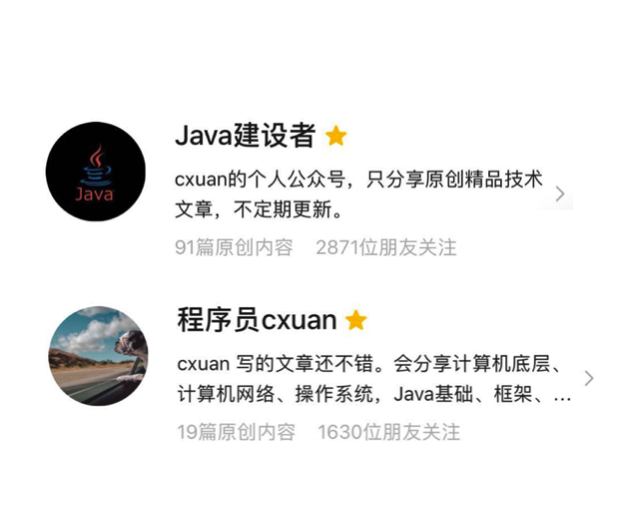 Java建设者
Java
cxuan的个人公众号，只分享原创精品技术
文章，不定期更新。
91篇原创内容 2871位朋友关注
程序员cxuan
cxuan 写的文章还不错。会分享计算机底层、
计算机网络、操作系统，Java基础、框架、...
19篇原创内容 1630位朋友关注